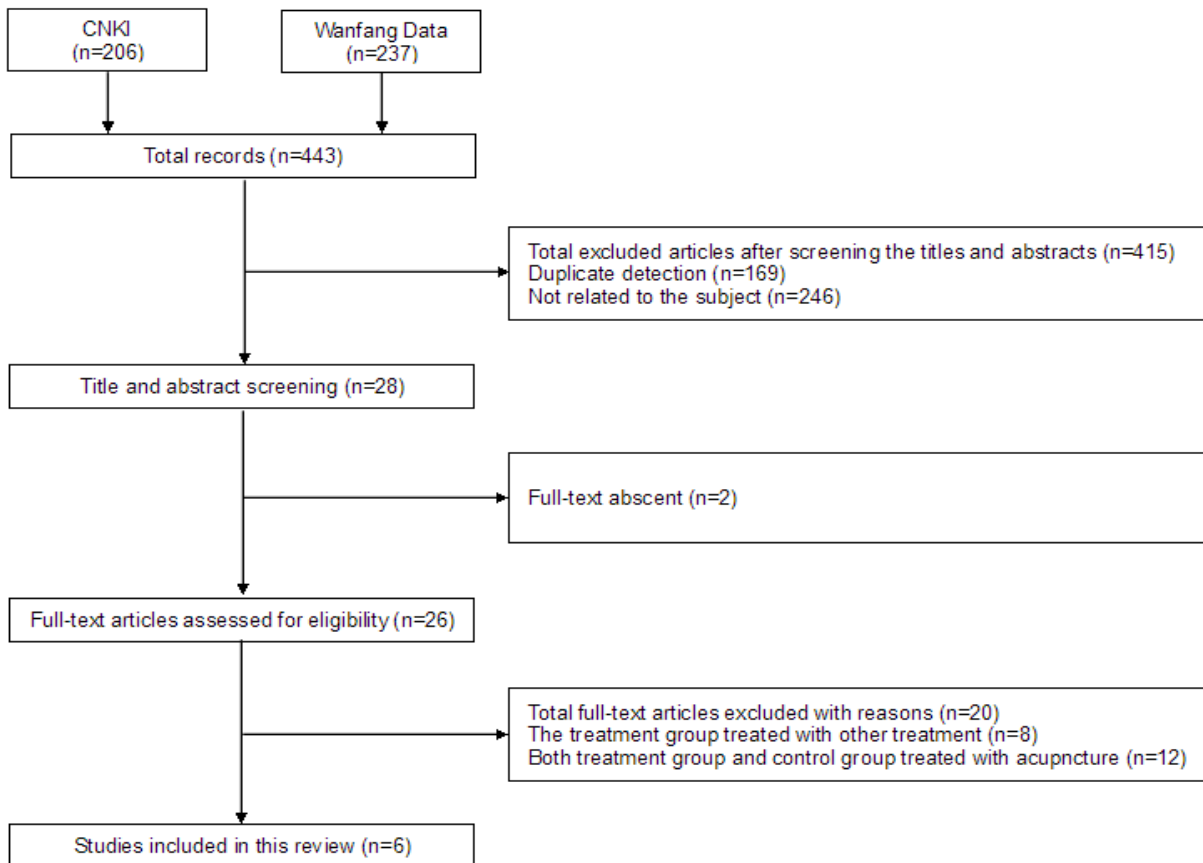 CNKI
(n=206)
Wanfang Data
(n=237)
Total records (n=443)
Total excluded articles after screening the titles and abstracts (n=415)
Duplicate detection (n=169)
Not related to the subject (n=246)
Title and abstract screening (n=28)
Full-text abscent (n=2)
Full-text articles assessed for eligibility (n=26)
Total full-text articles excluded with reasons (n=20)
The treatment group treated with other treatment (n=8)
Both treatment group and control group treated with acupncture (n=12)
Studies included in this review (n=6)